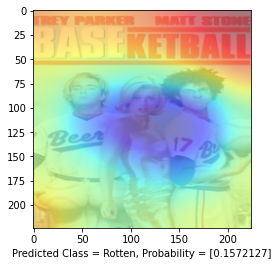 TREY PARKER MATT STONE
BASEKETBALL
Beers
17
0
25
50
75
100
125
150
175
200
0 50 100 150 200
Predicted Class = Rotten, Probability = [0.1572127]